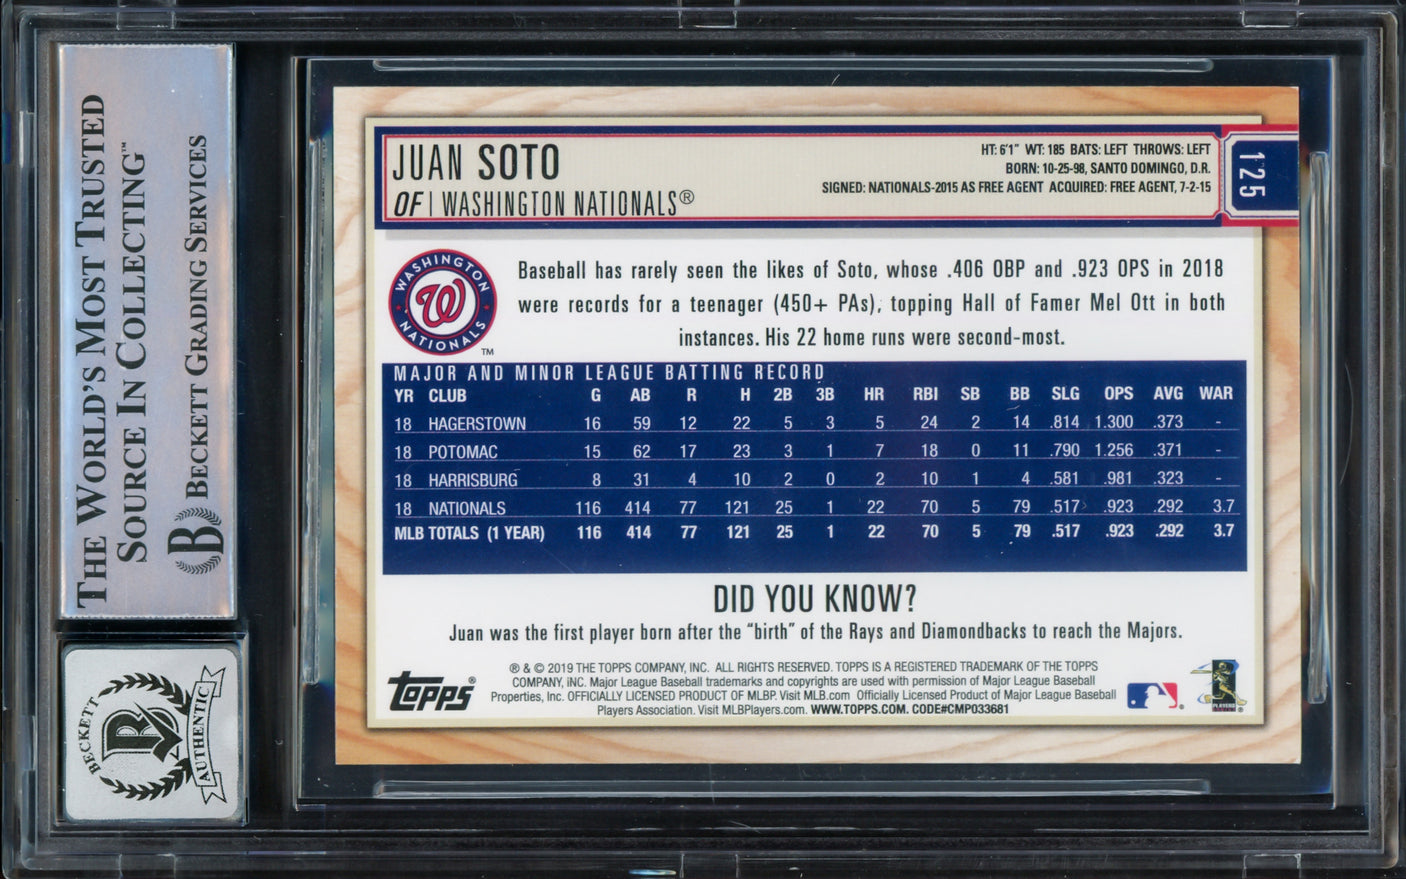 THE WORLD'S MOST TRUSTED
SOURCE IN COLLECTING™
BECKETT GRADING SERVICES
B
BECKETT
B
AUTHENTIC
JUAN SOTO
OF | WASHINGTON NATIONALS®
HT: 6'1" WT: 185 BATS: LEFT THROWS: LEFT
BORN: 10-25-98, SANTO DOMINGO, D.R.
SIGNED: NATIONALS-2015 AS FREE AGENT ACQUIRED: FREE AGENT, 7-2-15
125
WASHINGTON
W
NATIONALS
TM
Baseball has rarely seen the likes of Soto, whose .406 OBP and .923 OPS in 2018
were records for a teenager (450+ PAs), topping Hall of Famer Mel Ott in both
instances. His 22 home runs were second-most.
MAJOR AND MINOR LEAGUE BATTING RECORD
YR CLUB G AB R H 2B 3B HR RBI SB BB SLG OPS AVG WAR
18 HAGERSTOWN 16 59 12 22 5 3 5 24 2 14 .814 1.300 .373 -
18 POTOMAC 15 62 17 23 3 1 7 18 0 11 .790 1.256 .371 -
18 HARRISBURG 8 31 4 10 2 0 2 10 1 4 .581 .981 .323 -
18 NATIONALS 116 414 77 121 25 1 22 70 5 79 .517 .923 .292 3.7
MLB TOTALS (1 YEAR) 116 414 77 121 25 1 22 70 5 79 .517 .923 .292 3.7
DID YOU KNOW?
Juan was the first player born after the "birth" of the Rays and Diamondbacks to reach the Majors.
topps®
® & © 2019 THE TOPPS COMPANY, INC. ALL RIGHTS RESERVED. TOPPS IS A REGISTERED TRADEMARK OF THE TOPPS
COMPANY, INC. Major League Baseball trademarks and copyrights are used with permission of Major League Baseball
Properties, Inc. OFFICIALLY LICENSED PRODUCT OF MLBP. Visit MLB.com Officially Licensed Product of Major League Baseball
Players Association. Visit MLBPlayers.com. WWW.TOPPS.COM. CODE#CMP033681
PLAYERS